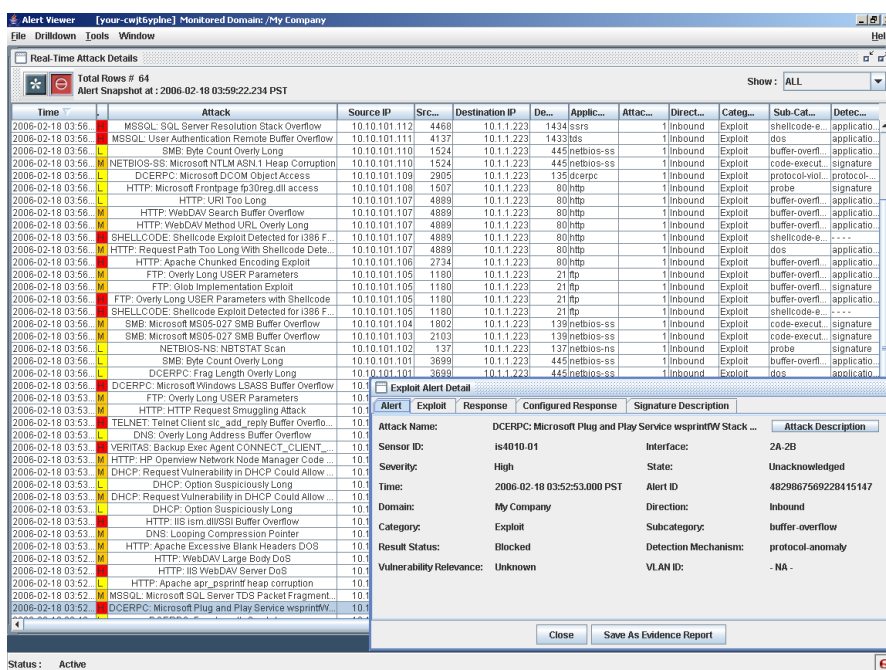 Alert Viewer [your-cwjt6yplne] Monitored Domain: /My Company
File Drilldown Tools Window Hel
Real-Time Attack Details
Total Rows # 64
Alert Snapshot at : 2006-02-18 03:59:22.234 PST
Show : ALL
Time Attack Source IP Src... Destination IP De... Applic... Attac... Direct... Categ... Sub-Cat... Detec...
2006-02-18 03:56... H MSSQL: SQL Server Resolution Stack Overflow 10.10.101.112 4468 10.1.1.223 1434 ssrs 1 Inbound Exploit shellcode-e... applicatio...
2006-02-18 03:56... H MSSQL: User Authentication Remote Buffer Overflow 10.10.101.111 4137 10.1.1.223 1433 tds 1 Inbound Exploit dos applicatio...
2006-02-18 03:56... L SMB: Byte Count Overly Long 10.10.101.110 1524 10.1.1.223 445 netbios-ss 1 Inbound Exploit buffer-overfl... applicatio...
2006-02-18 03:56... M NETBIOS-SS: Microsoft NTLM ASN.1 Heap Corruption 10.10.101.110 1524 10.1.1.223 445 netbios-ss 1 Inbound Exploit code-execut... signature
2006-02-18 03:56... L DCERPC: Microsoft DCOM Object Access 10.10.101.109 2905 10.1.1.223 135 dcerpc 1 Inbound Exploit protocol-viol... protocol-...
2006-02-18 03:56... L HTTP: Microsoft Frontpage fp30reg.dll access 10.10.101.108 1507 10.1.1.223 80 http 1 Inbound Exploit probe signature
2006-02-18 03:56... L HTTP: URI Too Long 10.10.101.107 4889 10.1.1.223 80 http 1 Inbound Exploit buffer-overfl... applicatio...
2006-02-18 03:56... M HTTP: WebDAV Search Buffer Overflow 10.10.101.107 4889 10.1.1.223 80 http 1 Inbound Exploit buffer-overfl... applicatio...
2006-02-18 03:56... M HTTP: WebDAV Method URL Overly Long 10.10.101.107 4889 10.1.1.223 80 http 1 Inbound Exploit buffer-overfl... applicatio...
2006-02-18 03:56... H SHELLCODE: Shellcode Exploit Detected for i386 F... 10.10.101.107 4889 10.1.1.223 80 http 1 Inbound Exploit shellcode-e... - - - -
2006-02-18 03:56... M HTTP: Request Path Too Long With Shellcode Dete... 10.10.101.107 4889 10.1.1.223 80 http 1 Inbound Exploit dos applicatio...
2006-02-18 03:56... H HTTP: Apache Chunked Encoding Exploit 10.10.101.106 2734 10.1.1.223 80 http 1 Inbound Exploit buffer-overfl... applicatio...
2006-02-18 03:56... M FTP: Overly Long USER Parameters 10.10.101.105 1180 10.1.1.223 21 ftp 1 Inbound Exploit buffer-overfl... applicatio...
2006-02-18 03:56... M FTP: Glob Implementation Exploit 10.10.101.105 1180 10.1.1.223 21 ftp 1 Inbound Exploit buffer-overfl... signature
2006-02-18 03:56... H FTP: Overly Long USER Parameters with Shellcode 10.10.101.105 1180 10.1.1.223 21 ftp 1 Inbound Exploit buffer-overfl... applicatio...
2006-02-18 03:56... H SHELLCODE: Shellcode Exploit Detected for i386 F... 10.10.101.105 1180 10.1.1.223 21 ftp 1 Inbound Exploit shellcode-e... - - - -
2006-02-18 03:56... M SMB: Microsoft MS05-027 SMB Buffer Overflow 10.10.101.104 1802 10.1.1.223 139 netbios-ss 1 Inbound Exploit code-execut... signature
2006-02-18 03:56... M SMB: Microsoft MS05-027 SMB Buffer Overflow 10.10.101.103 2103 10.1.1.223 139 netbios-ss 1 Inbound Exploit code-execut... signature
2006-02-18 03:56... L NETBIOS-NS: NBTSTAT Scan 10.10.101.102 137 10.1.1.223 137 netbios-ns 1 Inbound Exploit probe signature
2006-02-18 03:56... L SMB: Byte Count Overly Long 10.10.101.101 3699 10.1.1.223 445 netbios-ss 1 Inbound Exploit buffer-overfl... applicatio...
2006-02-18 03:56... L DCERPC: Frag Length Overly Long 10.10.101.101 3699 10.1.1.223 445 netbios-ss 1 Inbound Exploit dos applicatio...
2006-02-18 03:56... H DCERPC: Microsoft Windows LSASS Buffer Overflow 10.1
2006-02-18 03:53... M FTP: Overly Long USER Parameters 10.1
2006-02-18 03:53... M HTTP: HTTP Request Smuggling Attack 10.1
2006-02-18 03:53... H TELNET: Telnet Client slc_add_reply Buffer Overflo... 10.1
2006-02-18 03:53... L DNS: Overly Long Address Buffer Overflow 10.1
2006-02-18 03:53... H VERITAS: Backup Exec Agent CONNECT_CLIENT_... 10.1
2006-02-18 03:53... M HTTP: HP Openview Network Node Manager Code ... 10.1
2006-02-18 03:53... M DHCP: Request Vulnerability in DHCP Could Allow ... 10.1
2006-02-18 03:53... L DHCP: Option Suspiciously Long 10.1
2006-02-18 03:53... M DHCP: Request Vulnerability in DHCP Could Allow ... 10.1
2006-02-18 03:53... L DHCP: Option Suspiciously Long 10.1
2006-02-18 03:53... H HTTP: IIS ism.dll/SSI Buffer Overflow 10.1
2006-02-18 03:53... M DNS: Looping Compression Pointer 10.1
2006-02-18 03:52... M HTTP: Apache Excessive Blank Headers DOS 10.1
2006-02-18 03:52... M HTTP: WebDAV Large Body DoS 10.1
2006-02-18 03:52... H HTTP: IIS WebDAV Server DoS 10.1
2006-02-18 03:52... L HTTP: Apache apr_psprintf heap corruption 10.1
2006-02-18 03:52... M MSSQL: Microsoft SQL Server TDS Packet Fragment... 10.1
2006-02-18 03:52... H DCERPC: Microsoft Plug and Play Service wsprintfW... 10.1
Exploit Alert Detail
Alert Exploit Response Configured Response Signature Description
Attack Name: DCERPC: Microsoft Plug and Play Service wsprintfW Stack ... Attack Description
Sensor ID: is4010-01 Interface: 2A-2B
Severity: High State: Unacknowledged
Time: 2006-02-18 03:52:53.000 PST Alert ID 4829867569228415147
Domain: My Company Direction: Inbound
Category: Exploit Subcategory: buffer-overflow
Result Status: Blocked Detection Mechanism: protocol-anomaly
Vulnerability Relevance: Unknown VLAN ID: - NA -
Close Save As Evidence Report
Status : Active